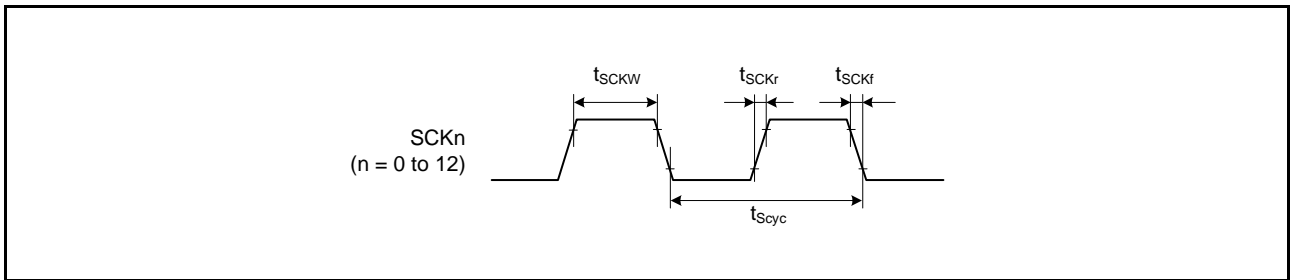 tSCKW tSCKr tSCKf
SCKn
(n = 0 to 12)
tScyc